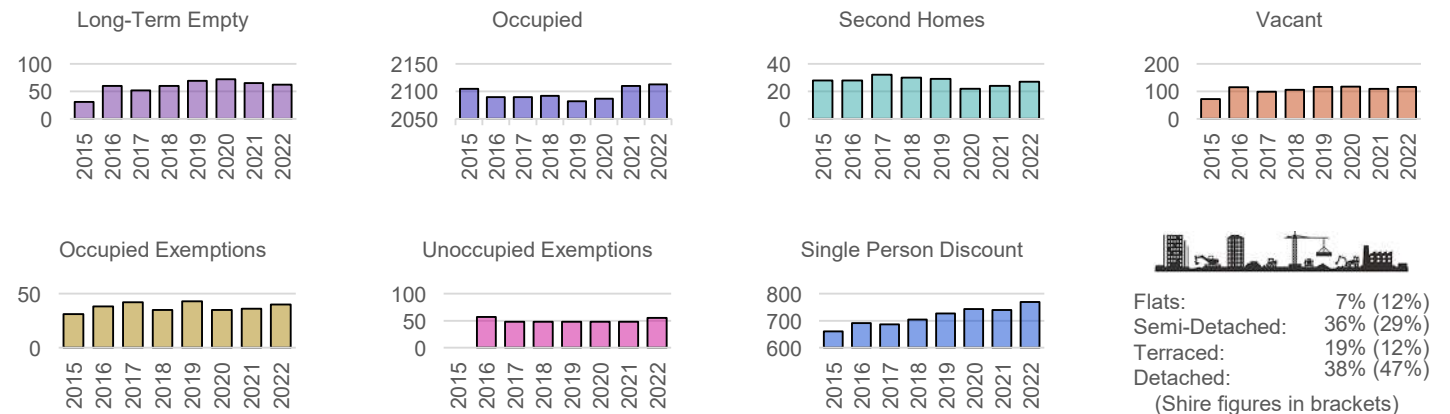 Long-Term Empty
100
50
0
2015 2016 2017 2018 2019 2020 2021 2022
Occupied
2150
2100
2050
2015 2016 2017 2018 2019 2020 2021 2022
Second Homes
40
20
0
2015 2016 2017 2018 2019 2020 2021 2022
Vacant
200
100
0
2015 2016 2017 2018 2019 2020 2021 2022
Occupied Exemptions
50
0
2015 2016 2017 2018 2019 2020 2021 2022
Unoccupied Exemptions
100
50
0
2015 2016 2017 2018 2019 2020 2021 2022
Single Person Discount
800
700
600
2015 2016 2017 2018 2019 2020 2021 2022
Flats: 7% (12%)
Semi-Detached: 36% (29%)
Terraced: 19% (12%)
Detached: 38% (47%)
(Shire figures in brackets)